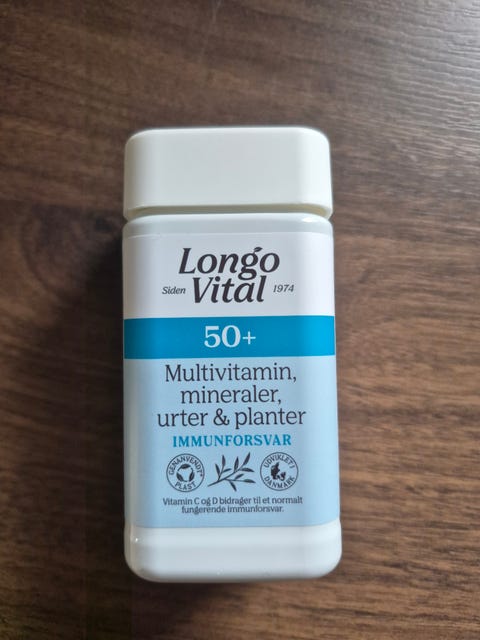 Longo
Siden Vital 1974
50+
Multivitamin,
mineraler,
urter & planter
IMMUNFORSVAR
GENANVENDT*
PLAST
UDVIKLET I
DANMARK
Vitamin C og D bidrager til et normalt
fungerende immunforsvar.